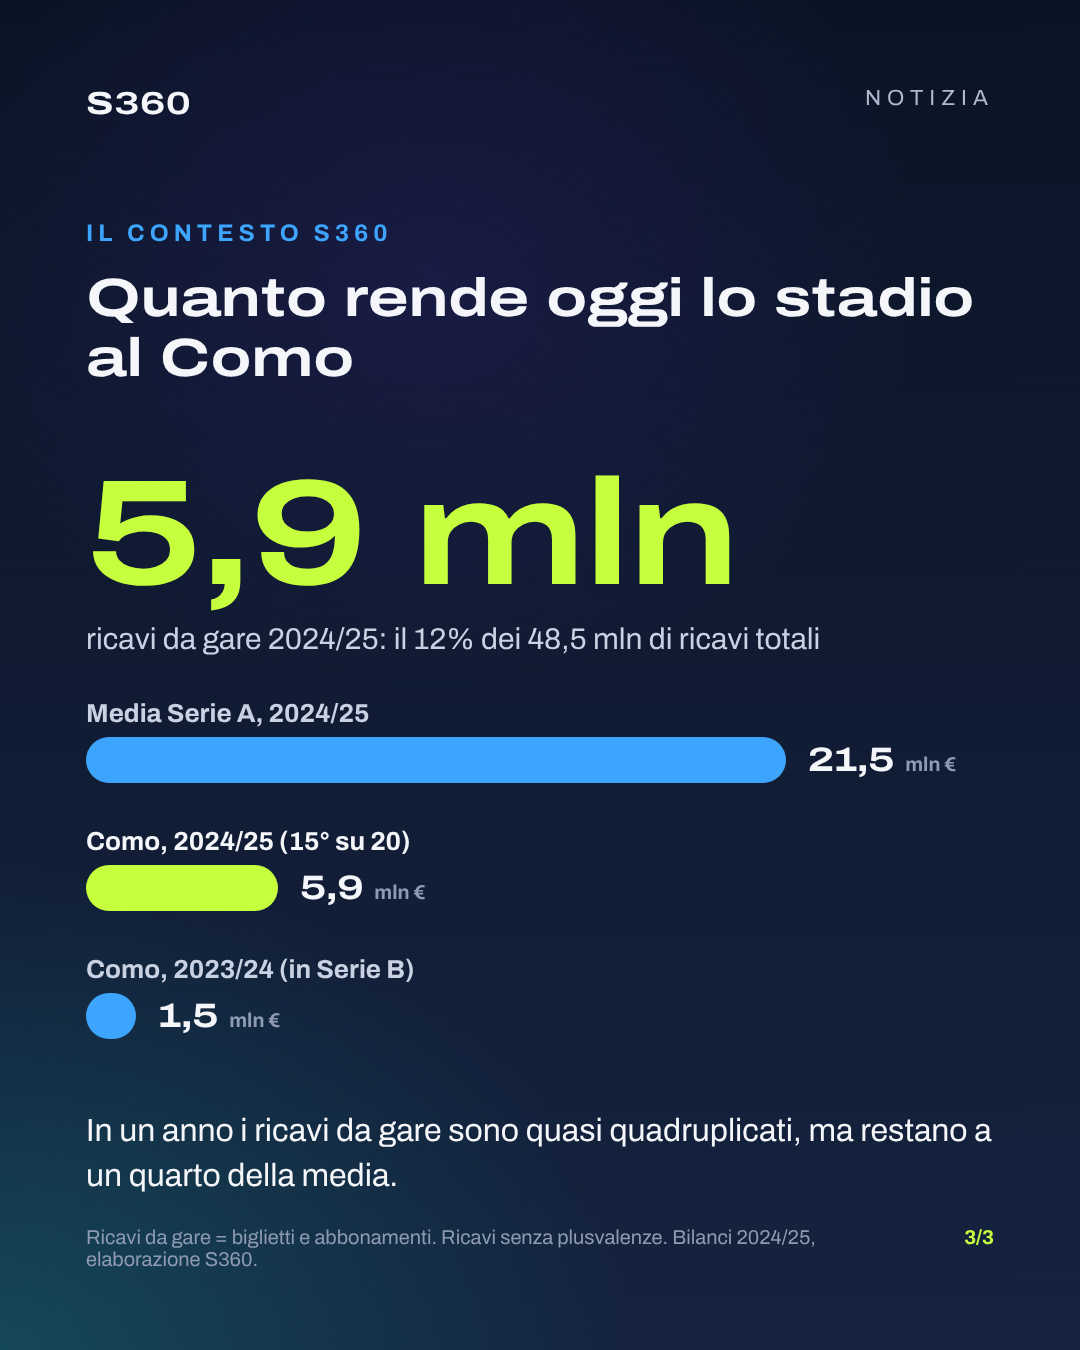 S360
NOTIZIA
IL CONTESTO S360
Quanto rende oggi lo stadio
al Como
5,9 mln
ricavi da gare 2024/25: il 12% dei 48,5 mln di ricavi totali
Media Serie A, 2024/25
21,5 mln €
Como, 2024/25 (15° su 20)
5,9 mln €
Como, 2023/24 (in Serie B)
1,5 mln €
In un anno i ricavi da gare sono quasi quadruplicati, ma restano a
un quarto della media.
Ricavi da gare = biglietti e abbonamenti. Ricavi senza plusvalenze. Bilanci 2024/25,
elaborazione S360.
3/3